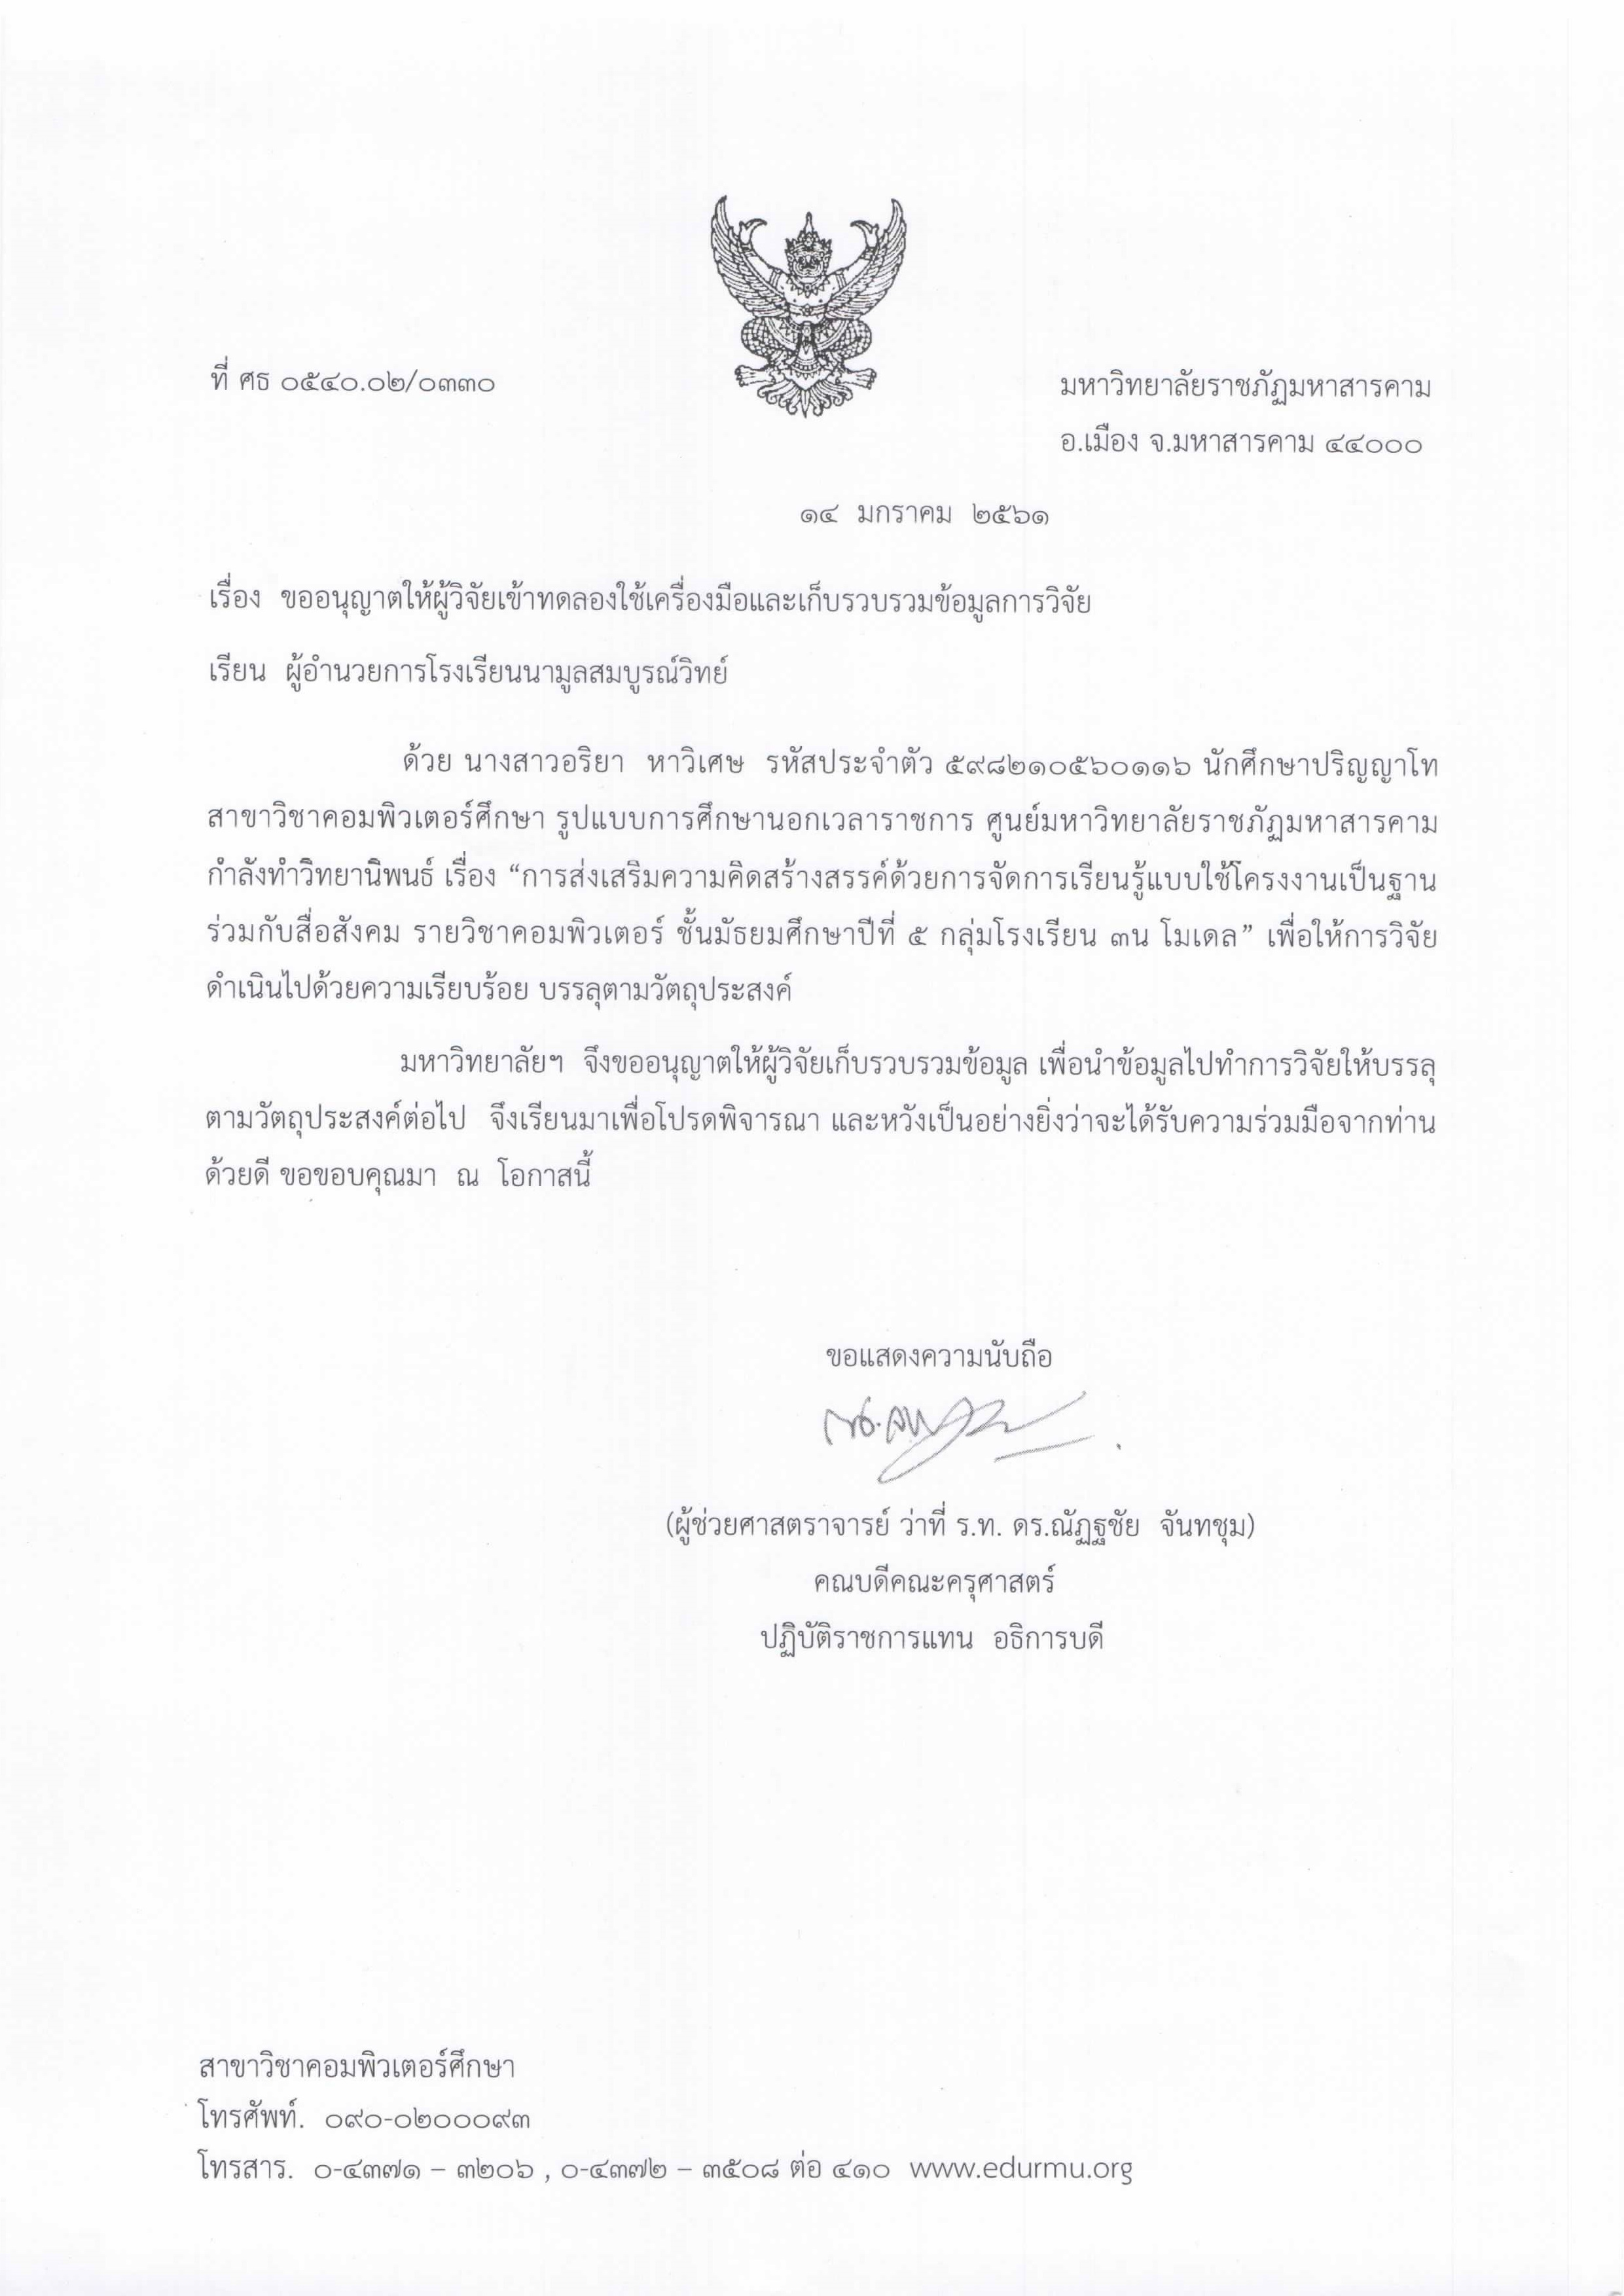 ที่ ศธ ๐๕๔๐.๐๒/๐๓๓๐
มหาวิทยาลัยราชภัฏมหาสารคาม
อ.เมือง จ.มหาสารคาม ๔๔๐๐๐
๑๔ มกราคม ๒๕๖๑
เรื่อง ขออนุญาตให้ผู้วิจัยเข้าทดลองใช้เครื่องมือและเก็บรวบรวมข้อมูลการวิจัย
เรียน ผู้อำนวยการโรงเรียนนามูลสมบูรณ์วิทย์
ด้วย นางสาวอริยา หาวิเศษ รหัสประจำตัว ๕๙๘๒๑๐๕๖๐๑๑๖ นักศึกษาปริญญาโท
สาขาวิชาคอมพิวเตอร์ศึกษา รูปแบบการศึกษานอกเวลาราชการ ศูนย์มหาวิทยาลัยราชภัฏมหาสารคาม
กำลังทำวิทยานิพนธ์ เรื่อง “การส่งเสริมความคิดสร้างสรรค์ด้วยการจัดการเรียนรู้แบบใช้โครงงานเป็นฐาน
ร่วมกับสื่อสังคม รายวิชาคอมพิวเตอร์ ชั้นมัธยมศึกษาปีที่ ๕ กลุ่มโรงเรียน ๓น โมเดล” เพื่อให้การวิจัย
ดำเนินไปด้วยความเรียบร้อย บรรลุตามวัตถุประสงค์
มหาวิทยาลัยฯ จึงขออนุญาตให้ผู้วิจัยเก็บรวบรวมข้อมูล เพื่อนำข้อมูลไปทำการวิจัยให้บรรลุ
ตามวัตถุประสงค์ต่อไป จึงเรียนมาเพื่อโปรดพิจารณา และหวังเป็นอย่างยิ่งว่าจะได้รับความร่วมมือจากท่าน
ด้วยดี ขอขอบคุณมา ณ โอกาสนี้
ขอแสดงความนับถือ
(ผู้ช่วยศาสตราจารย์ ว่าที่ ร.ท. ดร.ณัฏฐชัย จันทชุม)
คณบดีคณะครุศาสตร์
ปฏิบัติราชการแทน อธิการบดี
สาขาวิชาคอมพิวเตอร์ศึกษา
โทรศัพท์. ๐๙๐-๐๒๐๐๐๙๓
โทรสาร. ๐-๔๓๗๑ – ๓๒๐๖ , ๐-๔๓๗๒ – ๓๕๐๘ ต่อ ๔๑๐ www.edurmu.org